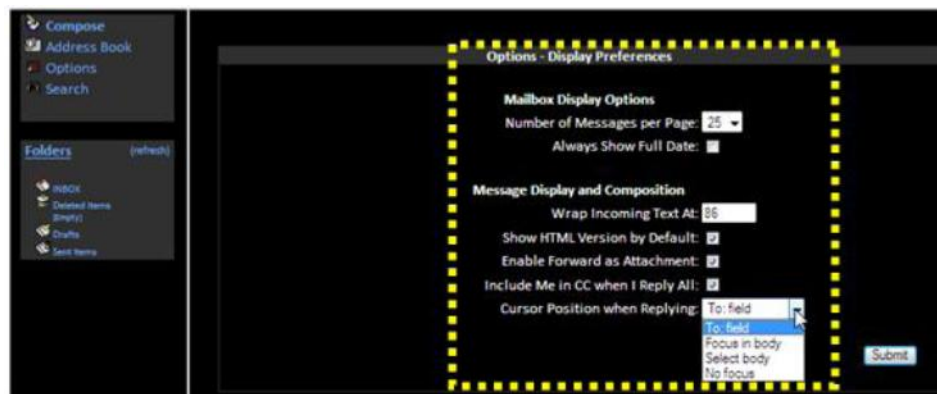 Compose
Address Book
Options
Search
Folders (refresh)
INBOX
Deleted Items
(Empty)
Drafts
Sent Items
Options - Display Preferences
Mailbox Display Options
Number of Messages per Page: 25
Always Show Full Date:
Message Display and Composition
Wrap Incoming Text At: 86
Show HTML Version by Default:
Enable Forward as Attachment:
Include Me in CC when I Reply All:
Cursor Position when Replying: To: field
To: field
Focus in body
Select body
No focus
Submit